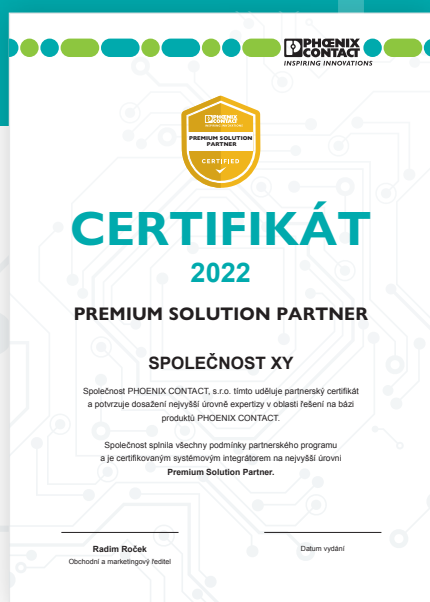 PHŒNIX
CONTACT
INSPIRING INNOVATIONS
PHŒNIX
CONTACT
PREMIUM SOLUTION
PARTNER
CERTIFIED
CERTIFIKÁT
2022
PREMIUM SOLUTION PARTNER
SPOLEČNOST XY
Společnost PHOENIX CONTACT, s.r.o. tímto uděluje partnerský certifikát
a potvrzuje dosažení nejvyšší úrovně expertizy v oblasti řešení na bázi
produktů PHOENIX CONTACT.
Společnost splnila všechny podmínky partnerského programu
a je certifikovaným systémovým integrátorem na nejvyšší úrovni
Premium Solution Partner.
Radim Roček
Obchodní a marketingový ředitel
Datum vydání